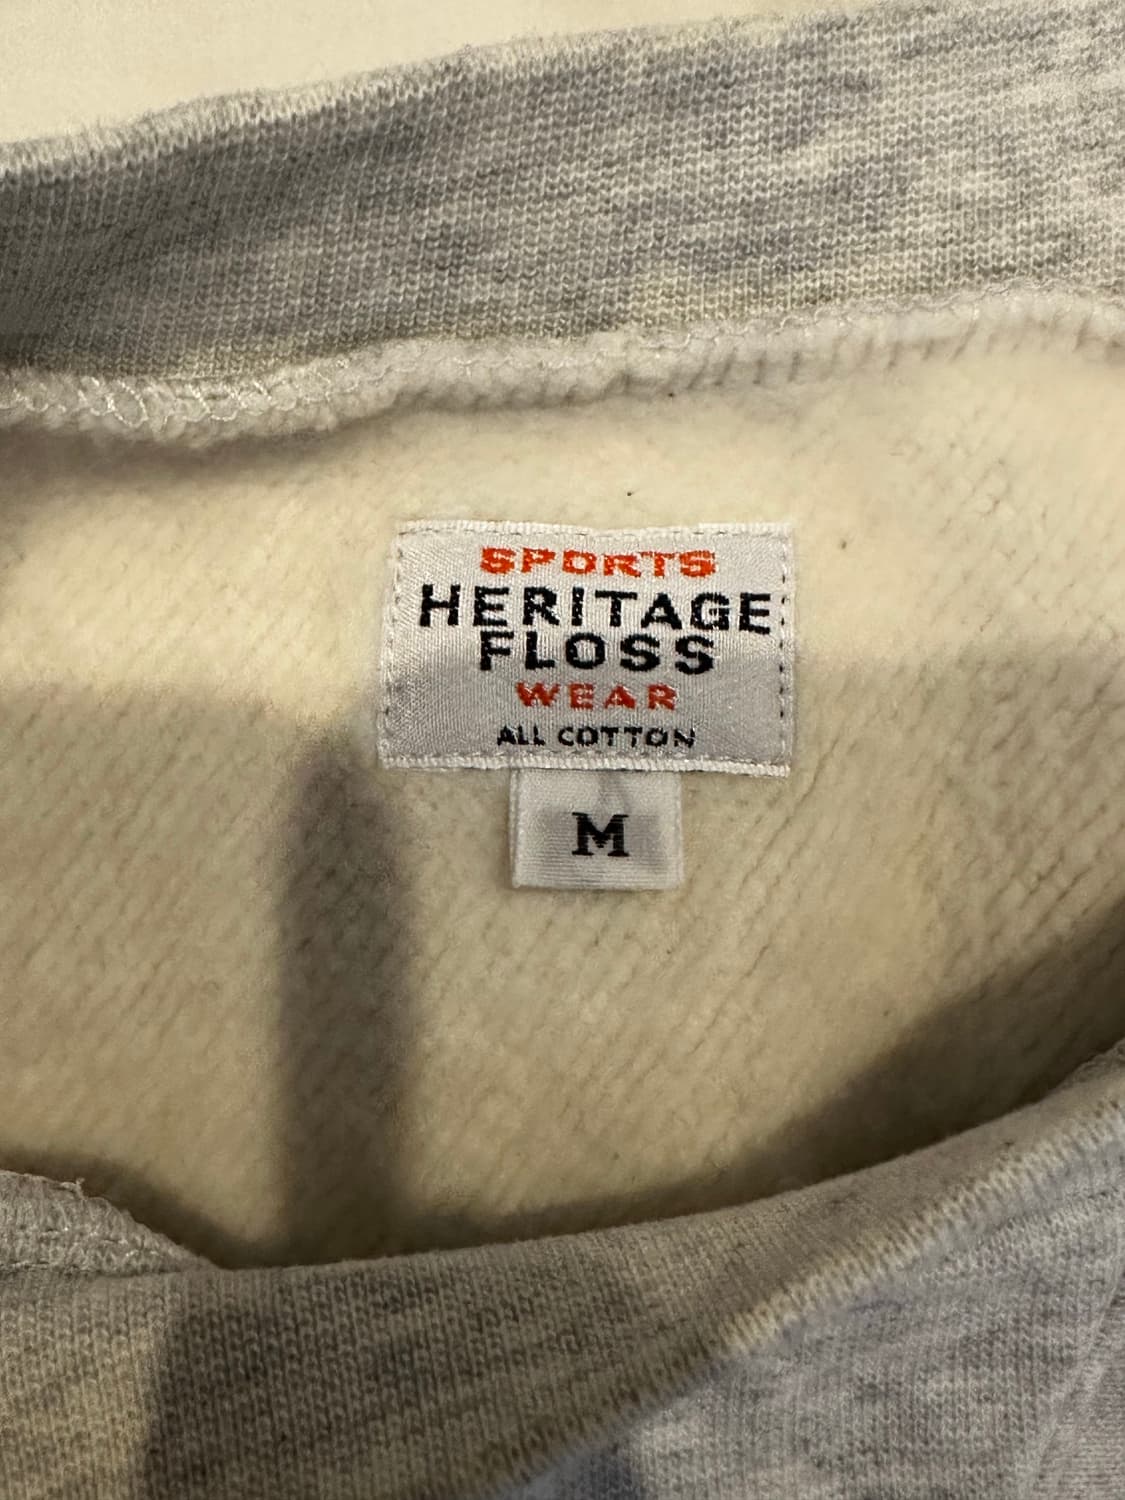 SPORTS
HERITAGE
FLOSS
WEAR
ALL COTTON
M